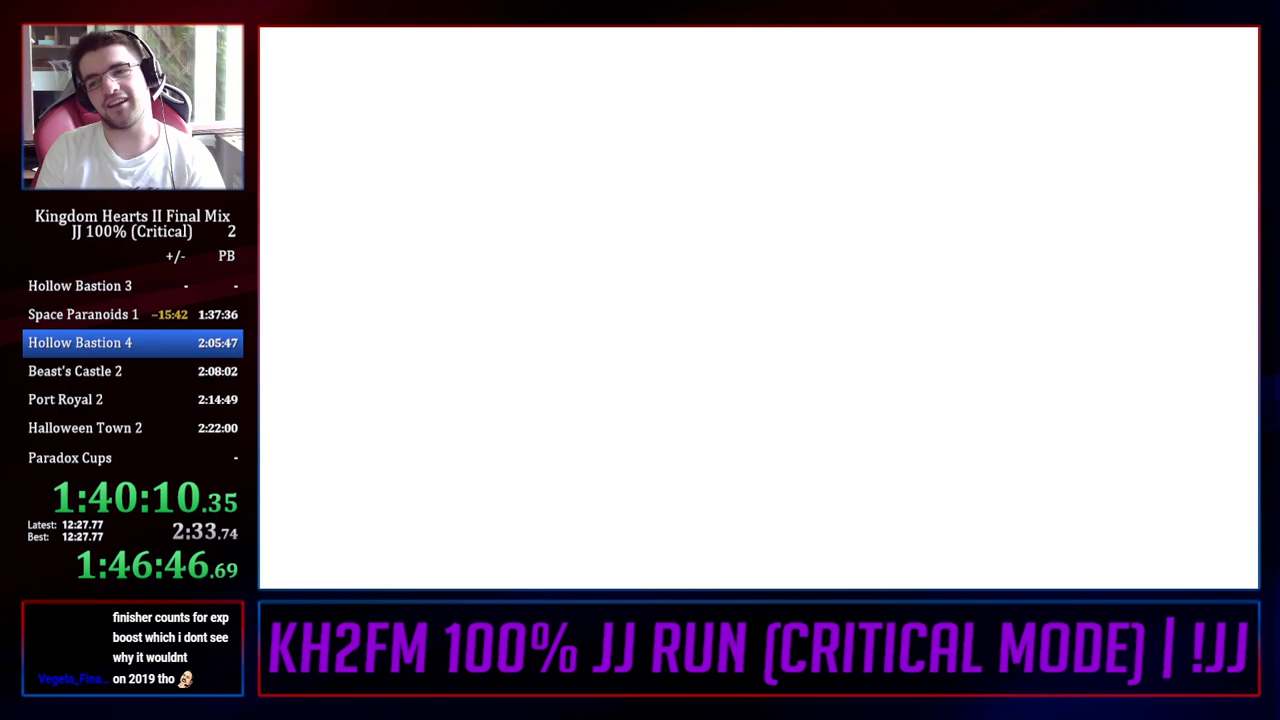 Kingdom Hearts II Final Mix
JJ 100% (Critical) 2
+/- PB
Hollow Bastion 3 - -
Space Paranoids 1 −15:42 1:37:36
Hollow Bastion 4 2:05:47
Beast's Castle 2 2:08:02
Port Royal 2 2:14:49
Halloween Town 2 2:22:00
Paradox Cups -
1:40:10.35
Latest: 12:27.77 2:33.74
Best: 12:27.77
1:46:46.69
finisher counts for exp
boost which i dont see
why it wouldnt
Vegeta_Fina... on 2019 tho
KH2FM 100% JJ RUN (CRITICAL MODE) | !JJ